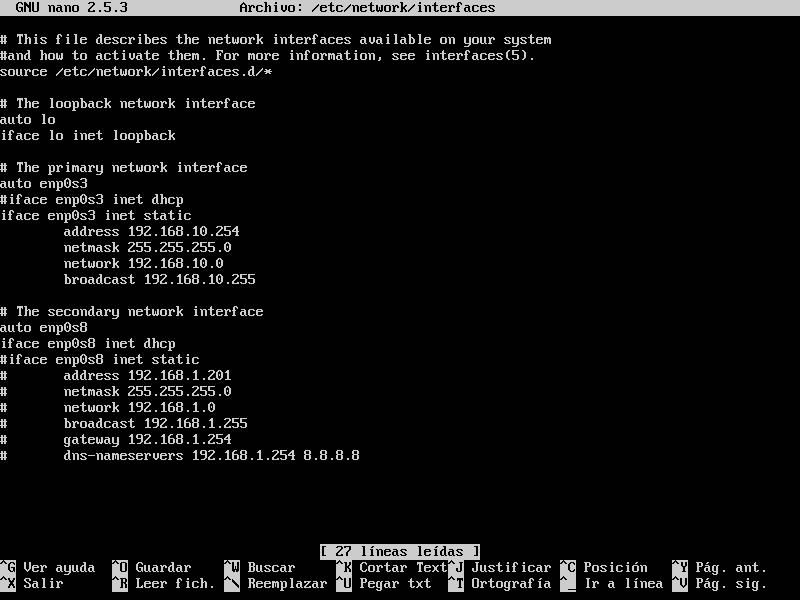 GNU nano 2.5.3 Archivo: /etc/network/interfaces
# This file describes the network interfaces available on your system
#and how to activate them. For more information, see interfaces(5).
source /etc/network/interfaces.d/*
# The loopback network interface
auto lo
iface lo inet loopback
# The primary network interface
auto enp0s3
#iface enp0s3 inet dhcp
iface enp0s3 inet static
        address 192.168.10.254
        netmask 255.255.255.0
        network 192.168.10.0
        broadcast 192.168.10.255
# The secondary network interface
auto enp0s8
iface enp0s8 inet dhcp
#iface enp0s8 inet static
#       address 192.168.1.201
#       netmask 255.255.255.0
#       network 192.168.1.0
#       broadcast 192.168.1.255
#       gateway 192.168.1.254
#       dns-nameservers 192.168.1.254 8.8.8.8
[ 27 líneas leídas ]
^G Ver ayuda ^O Guardar ^W Buscar ^K Cortar Text ^J Justificar ^C Posición ^Y Pág. ant.
^X Salir ^R Leer fich. ^\ Reemplazar ^U Pegar txt ^T Ortografía ^_ Ir a línea ^V Pág. sig.